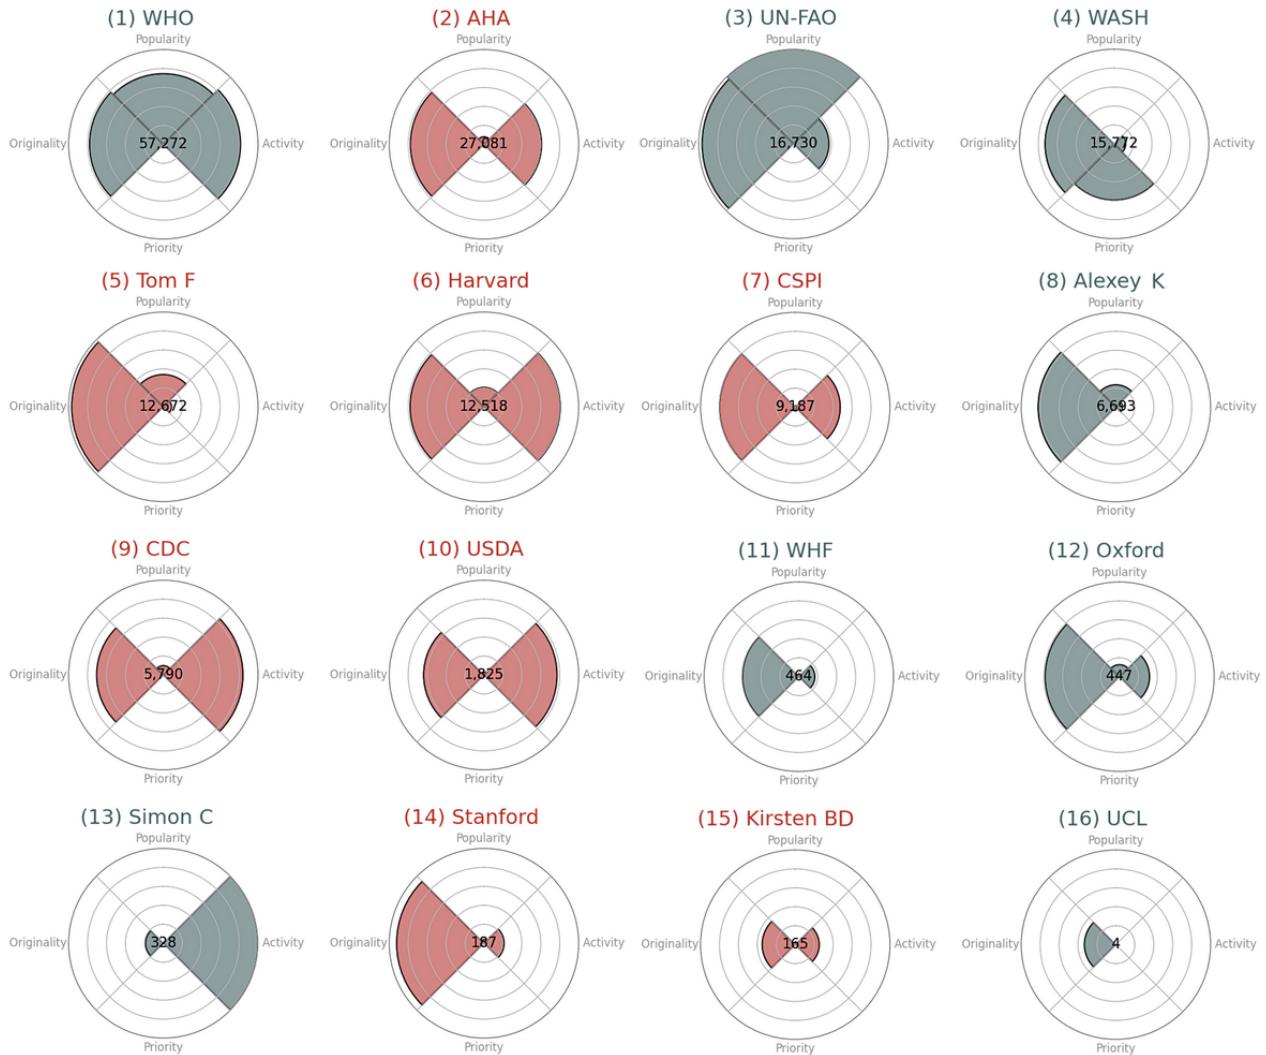 (1) WHO
Popularity
Originality
57,272
Activity
Priority
(2) AHA
Popularity
Originality
27,081
Activity
Priority
(3) UN-FAO
Popularity
Originality
16,730
Activity
Priority
(4) WASH
Popularity
Originality
15,772
Activity
Priority
(5) Tom F
Popularity
Originality
12,672
Activity
Priority
(6) Harvard
Popularity
Originality
12,518
Activity
Priority
(7) CSPI
Popularity
Originality
9,187
Activity
Priority
(8) Alexey K
Popularity
Originality
6,693
Activity
Priority
(9) CDC
Popularity
Originality
5,790
Activity
Priority
(10) USDA
Popularity
Originality
1,825
Activity
Priority
(11) WHF
Popularity
Originality
464
Activity
Priority
(12) Oxford
Popularity
Originality
447
Activity
Priority
(13) Simon C
Popularity
Originality
328
Activity
Priority
(14) Stanford
Popularity
Originality
187
Activity
Priority
(15) Kirsten BD
Popularity
Originality
165
Activity
Priority
(16) UCL
Popularity
Originality
4
Activity
Priority